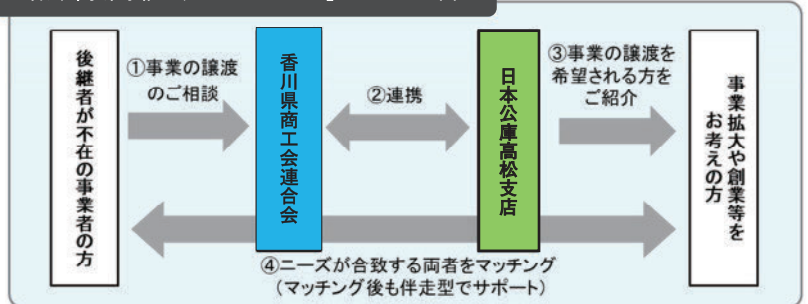 後継者が不在の事業者の方
①事業の譲渡
のご相談
香川県商工会連合会
②連携
日本公庫高松支店
③事業の譲渡を
希望される方を
ご紹介
事業拡大や創業等を
お考えの方
④ニーズが合致する両者をマッチング
(マッチング後も伴走型でサポート)